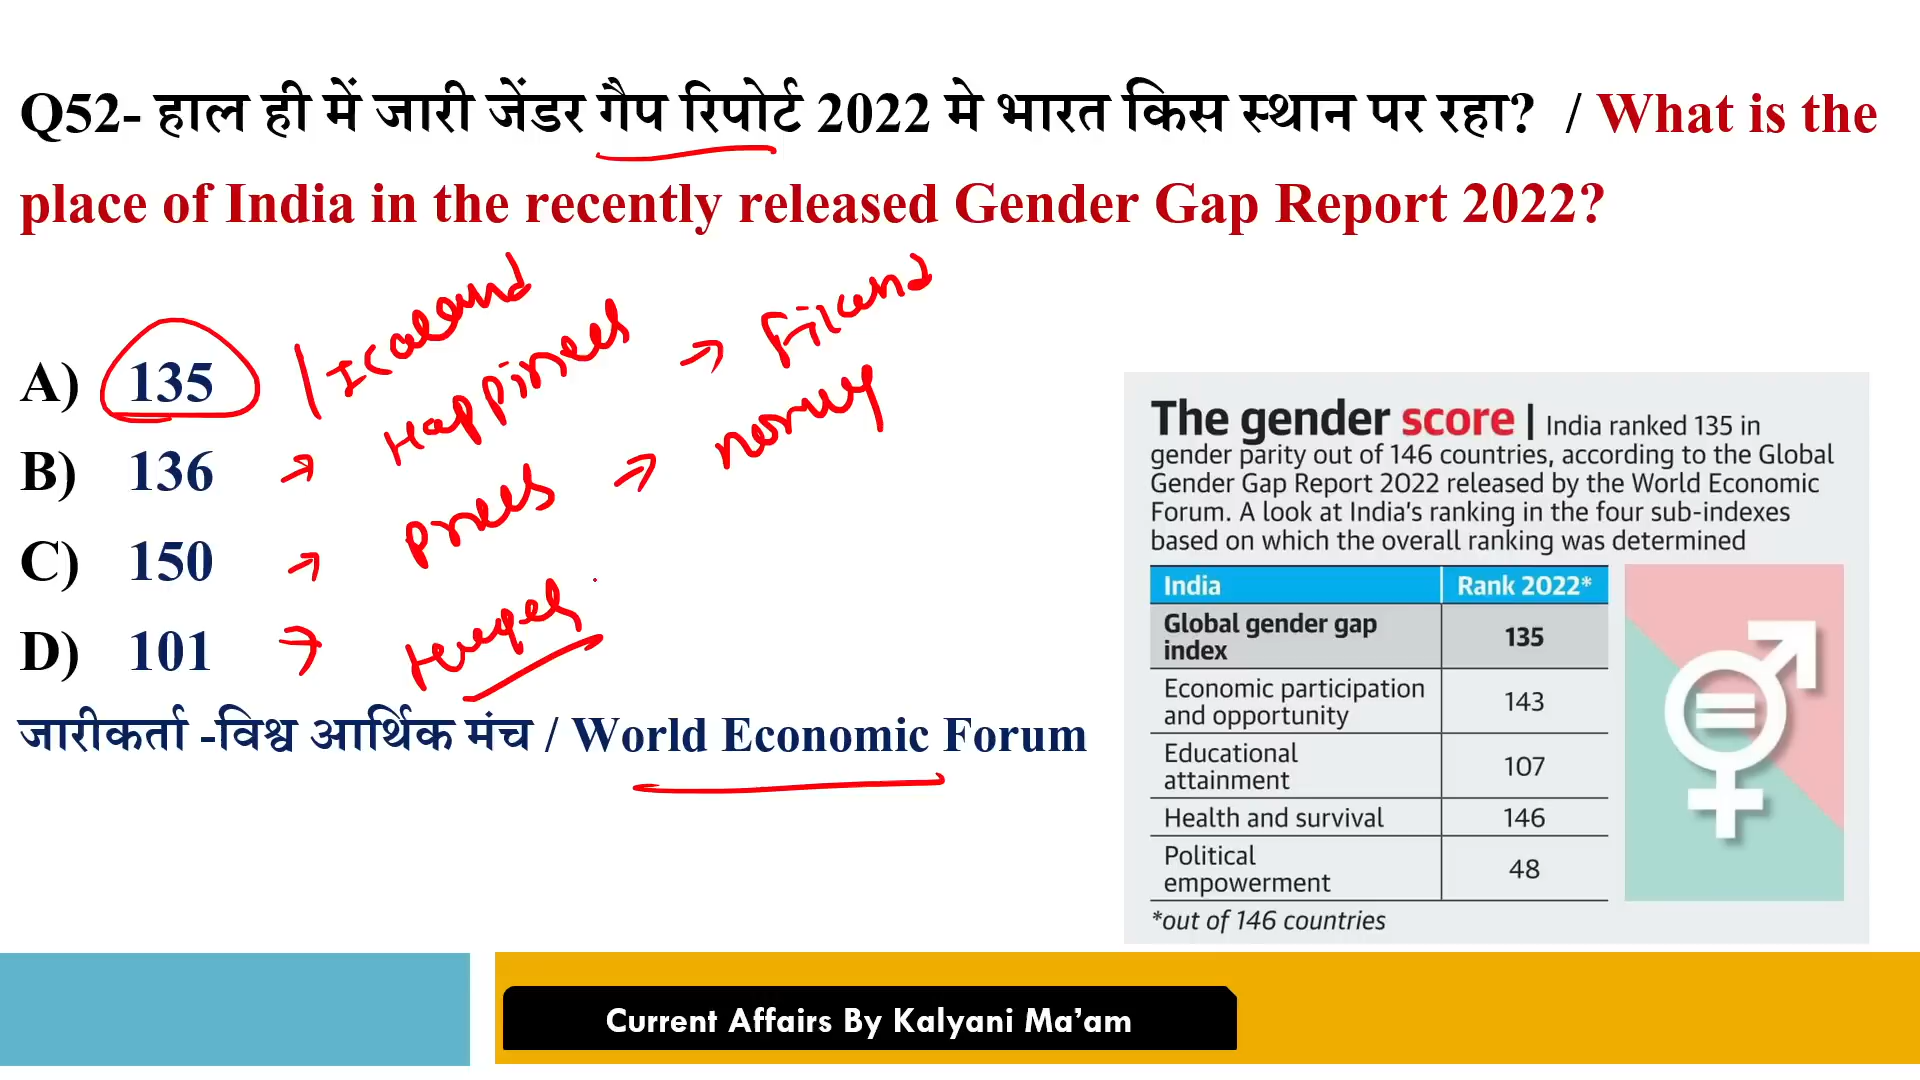 Q52- हाल ही में जारी जेंडर गैप रिपोर्ट 2022 मे भारत किस स्थान पर रहा? / What is the
place of India in the recently released Gender Gap Report 2022?
A) 135
B) 136 → Happiness →
C) 150 → press →
D) 101 →
जारीकर्ता -विश्व आर्थिक मंच / World Economic Forum
The gender score | India ranked 135 in
gender parity out of 146 countries, according to the Global
Gender Gap Report 2022 released by the World Economic
Forum. A look at India's ranking in the four sub-indexes
based on which the overall ranking was determined
India Rank 2022*
Global gender gap
index 135
Economic participation
and opportunity 143
Educational
attainment 107
Health and survival 146
Political
empowerment 48
*out of 146 countries
Current Affairs By Kalyani Ma'am